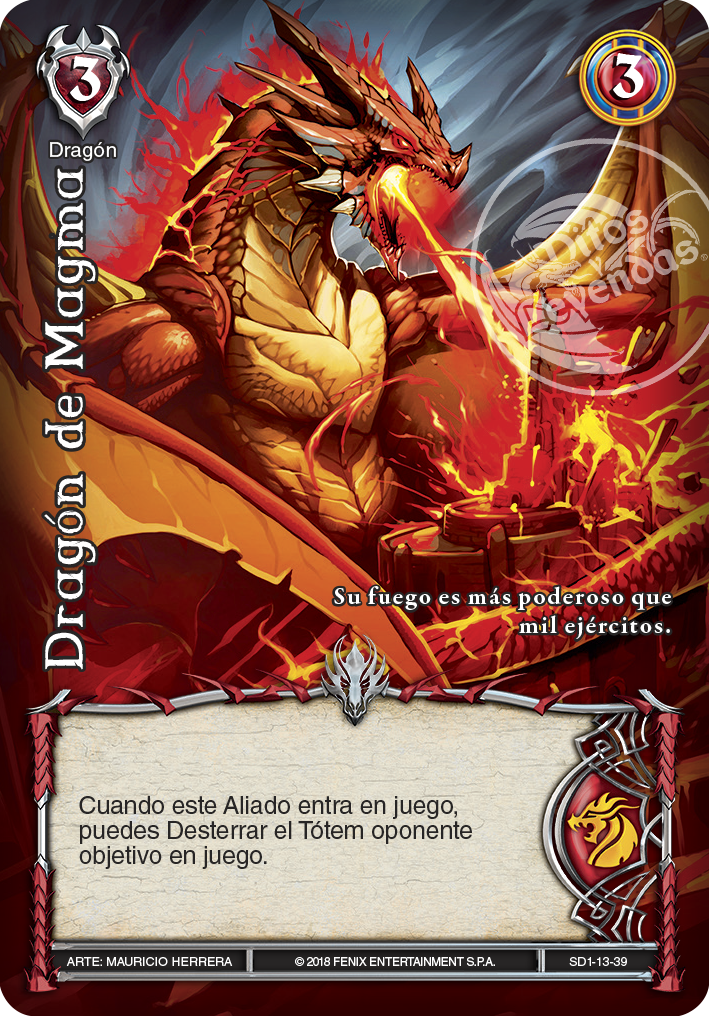 3
3
Dragón
Dragón de Magma
Mitos
Leyendas®
Su fuego es más poderoso que
mil ejércitos.
Cuando este Aliado entra en juego,
puedes Desterrar el Tótem oponente
objetivo en juego.
ARTE: MAURICIO HERRERA
© 2018 FENIX ENTERTAINMENT S.P.A.
SD1-13-39